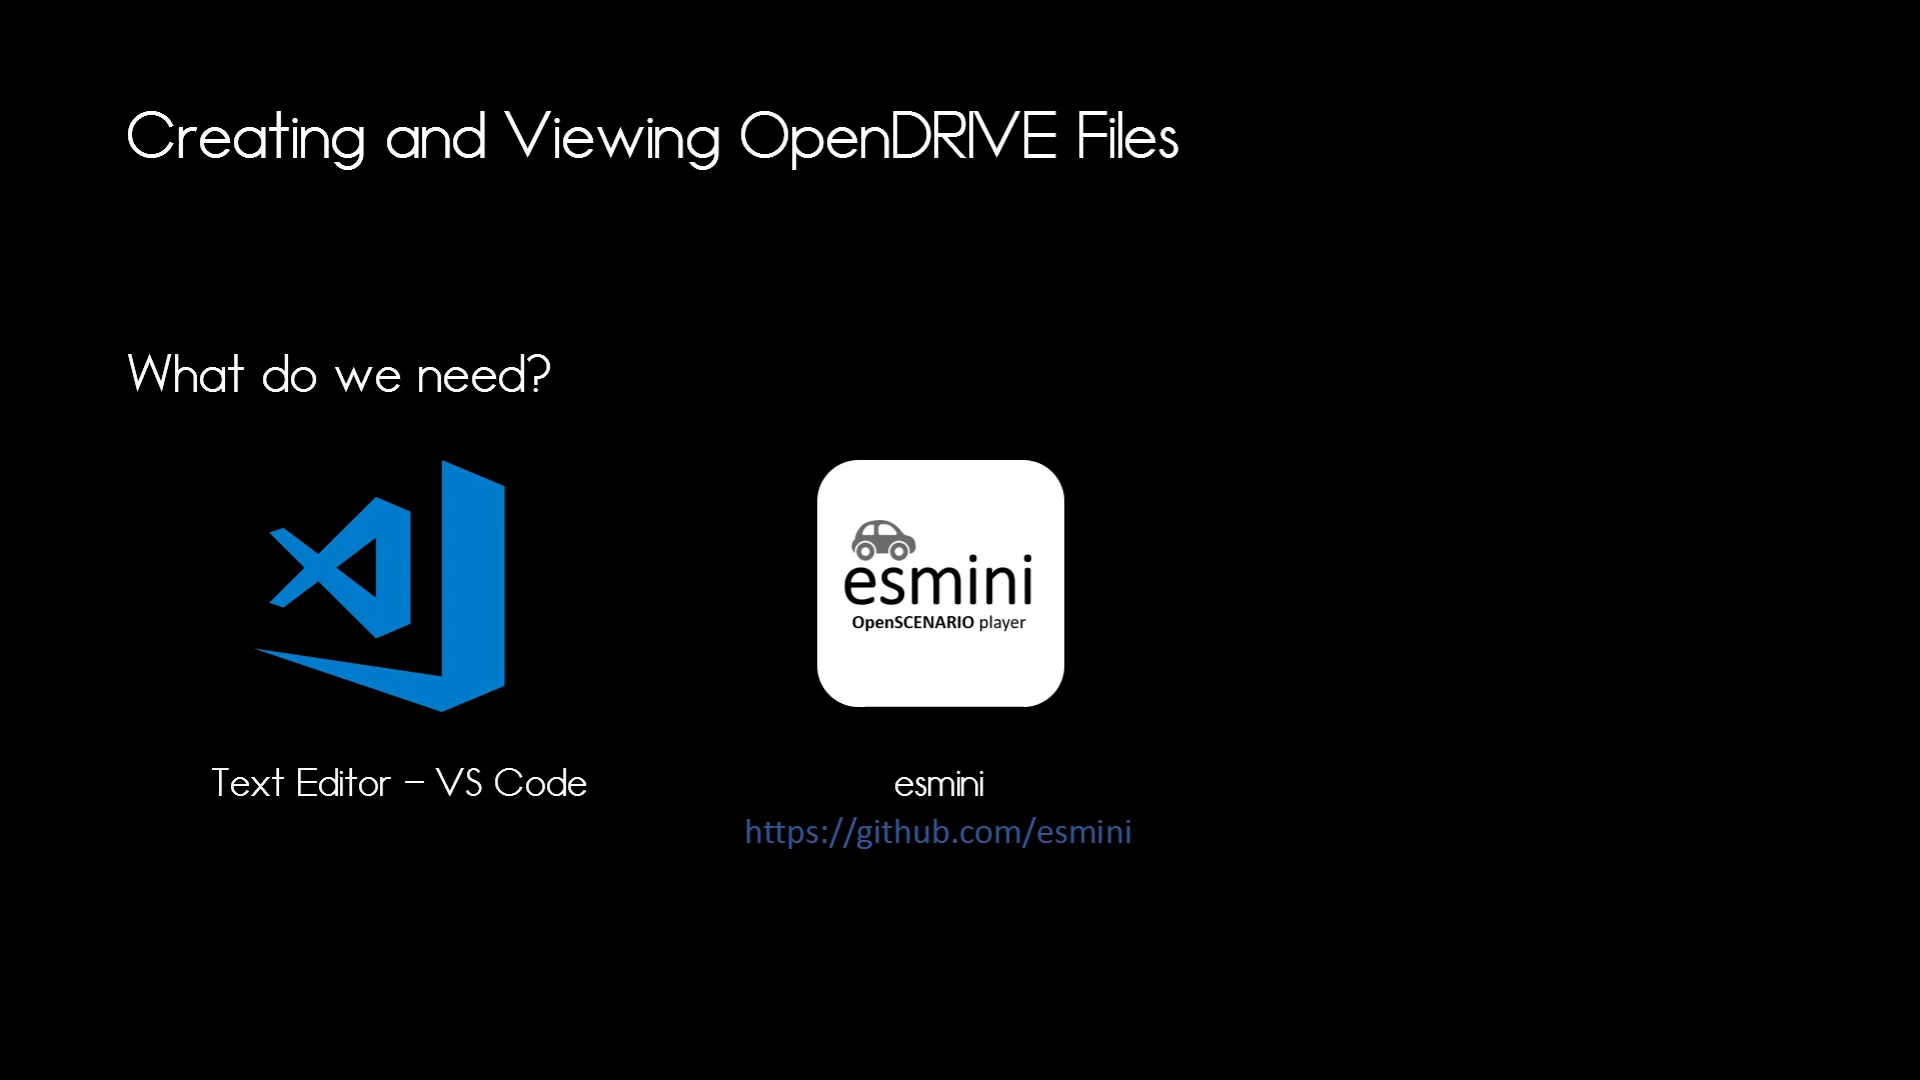 Creating and Viewing OpenDRIVE Files
What do we need?
esmini
OpenSCENARIO player
Text Editor – VS Code
esmini
https://github.com/esmini